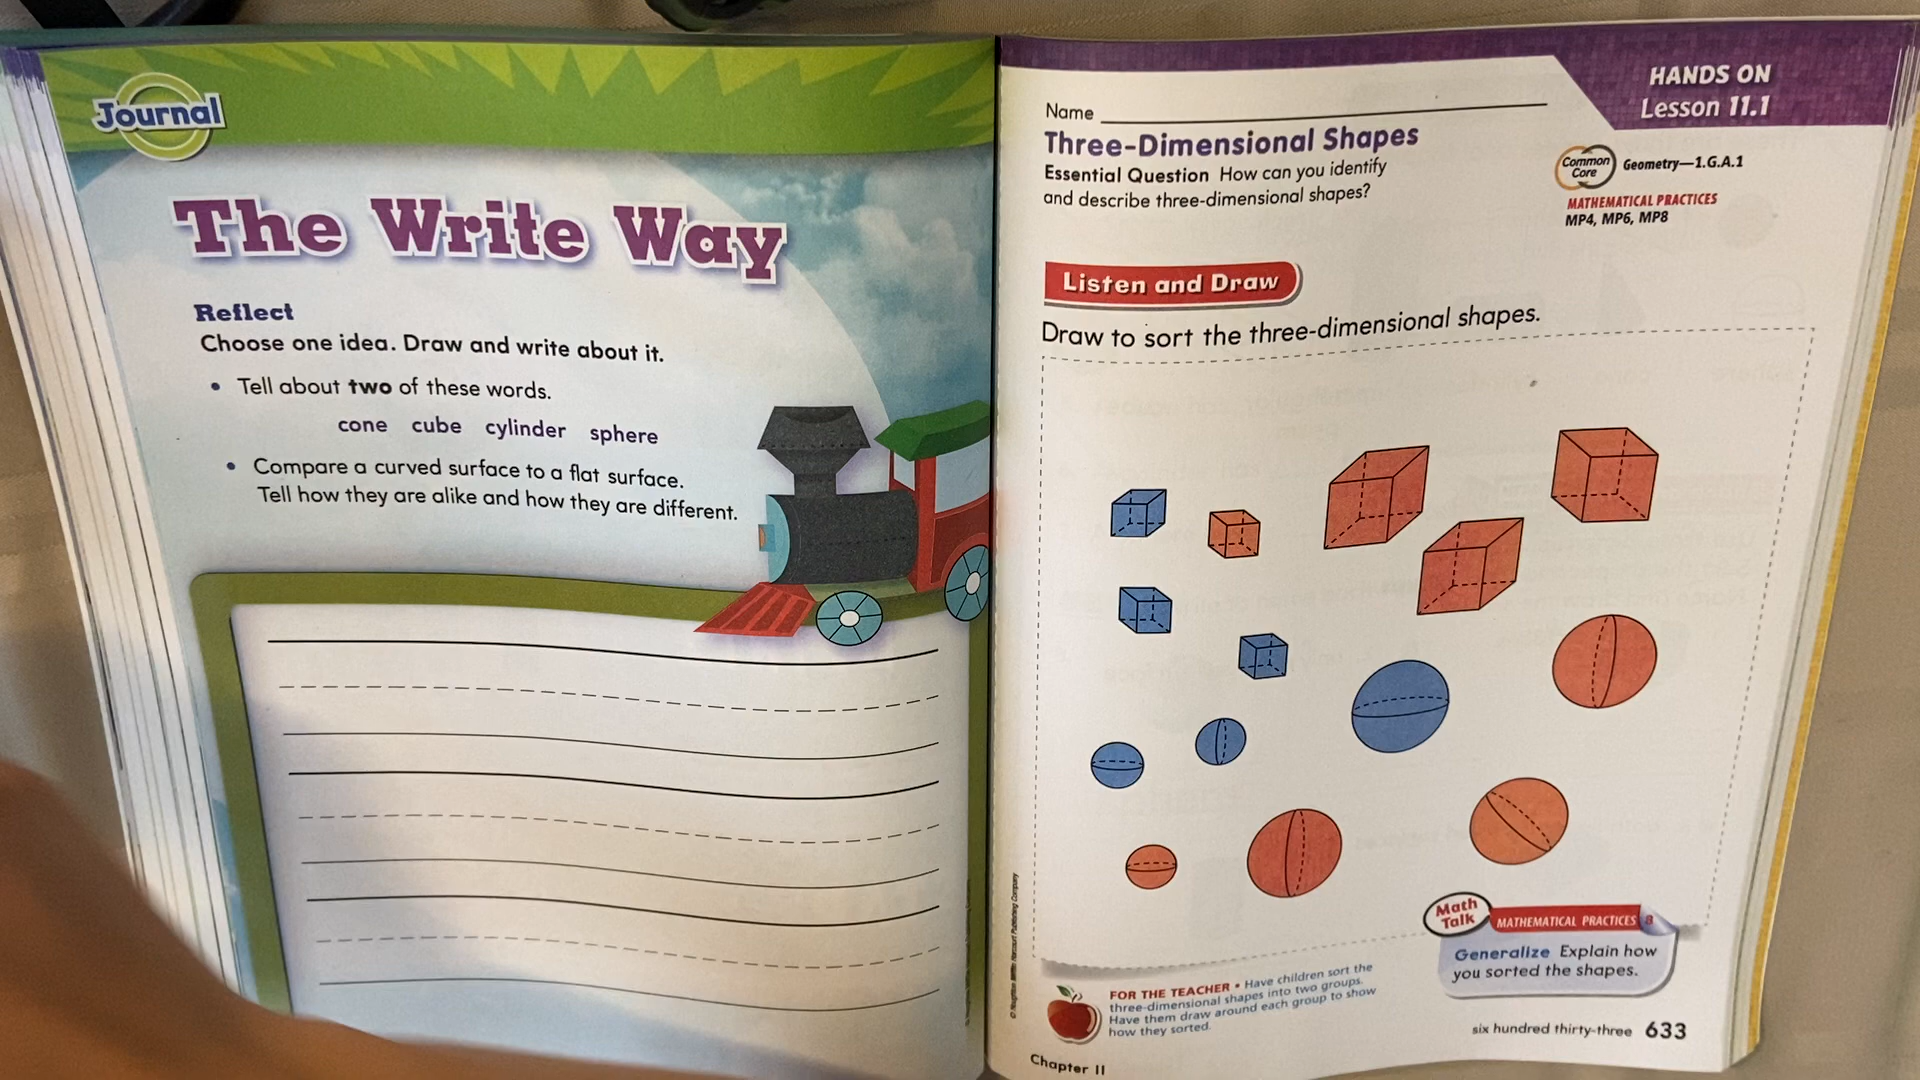 Journal
The Write Way
Reflect
Choose one idea. Draw and write about it.
• Tell about two of these words.
cone cube cylinder sphere
• Compare a curved surface to a flat surface.
Tell how they are alike and how they are different.
HANDS ON
Lesson 11.1
Name
Three-Dimensional Shapes
Essential Question How can you identify
and describe three-dimensional shapes?
Common
Core
Geometry—1.G.A.1
MATHEMATICAL PRACTICES
MP4, MP6, MP8
Listen and Draw
Draw to sort the three-dimensional shapes.
Math
Talk
MATHEMATICAL PRACTICES 8
Generalize Explain how
you sorted the shapes.
FOR THE TEACHER • Have children sort the
three-dimensional shapes into two groups.
Have them draw around each group to show
how they sorted.
© Houghton Mifflin Harcourt Publishing Company
Chapter 11
six hundred thirty-three 633